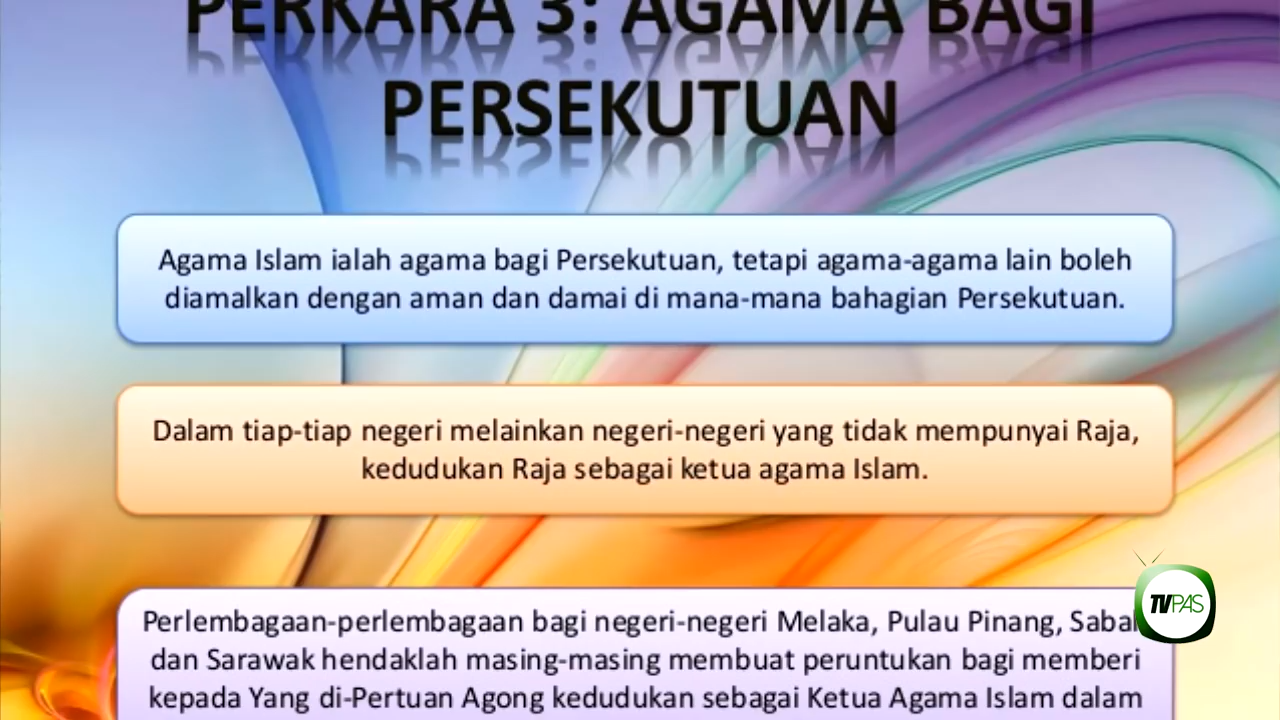 PERKARA 3: AGAMA BAGI
PERSEKUTUAN
Agama Islam ialah agama bagi Persekutuan, tetapi agama-agama lain boleh
diamalkan dengan aman dan damai di mana-mana bahagian Persekutuan.
Dalam tiap-tiap negeri melainkan negeri-negeri yang tidak mempunyai Raja,
kedudukan Raja sebagai ketua agama Islam.
Perlembagaan-perlembagaan bagi negeri-negeri Melaka, Pulau Pinang, Sabah
dan Sarawak hendaklah masing-masing membuat peruntukan bagi memberi
kepada Yang di-Pertuan Agong kedudukan sebagai Ketua Agama Islam dalam
TVPAS